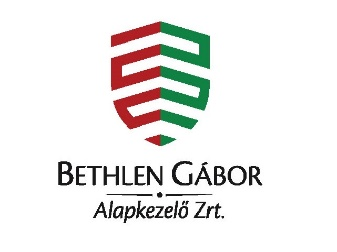 BETHLEN GÁBOR
Alapkezelő Zrt.